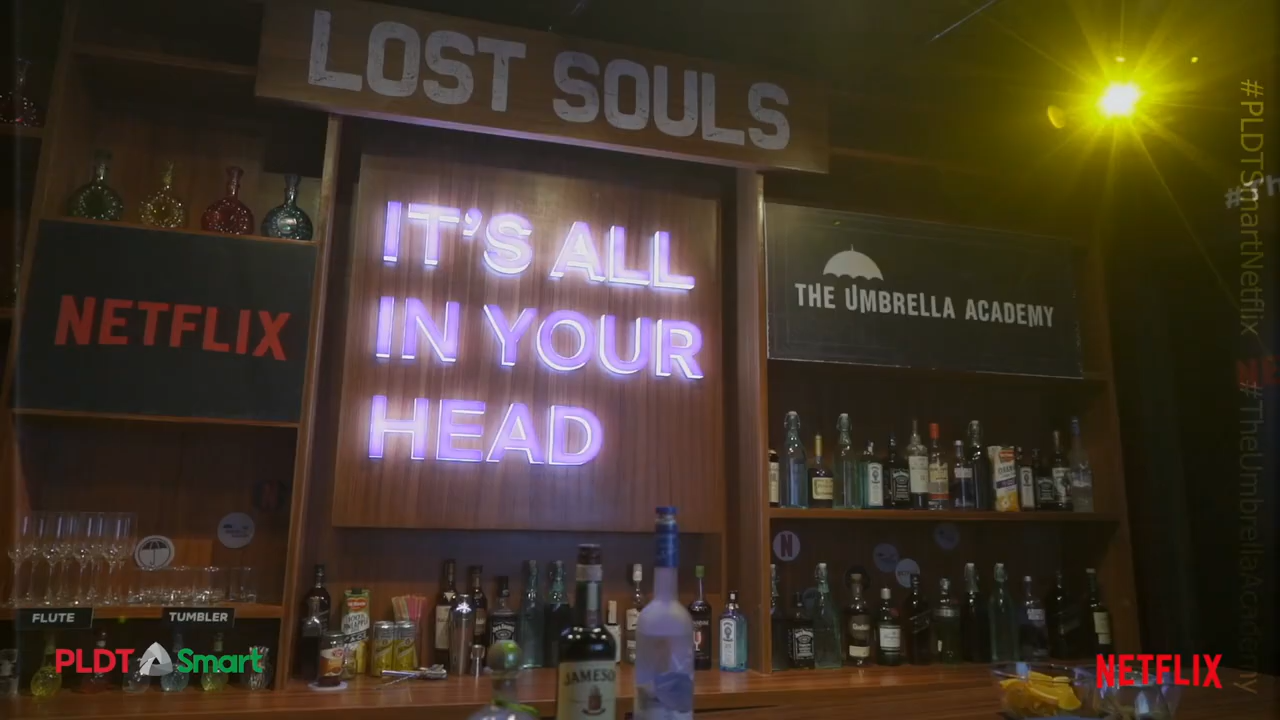 LOST SOULS
IT'S ALL
IN YOUR
HEAD
NETFLIX
THE UMBRELLA ACADEMY
#PLDTSmartNetflix
#TheUmbrellaAcademy
FLUTE
TUMBLER
N
JAMESON
PLDT Smart
NETFLIX